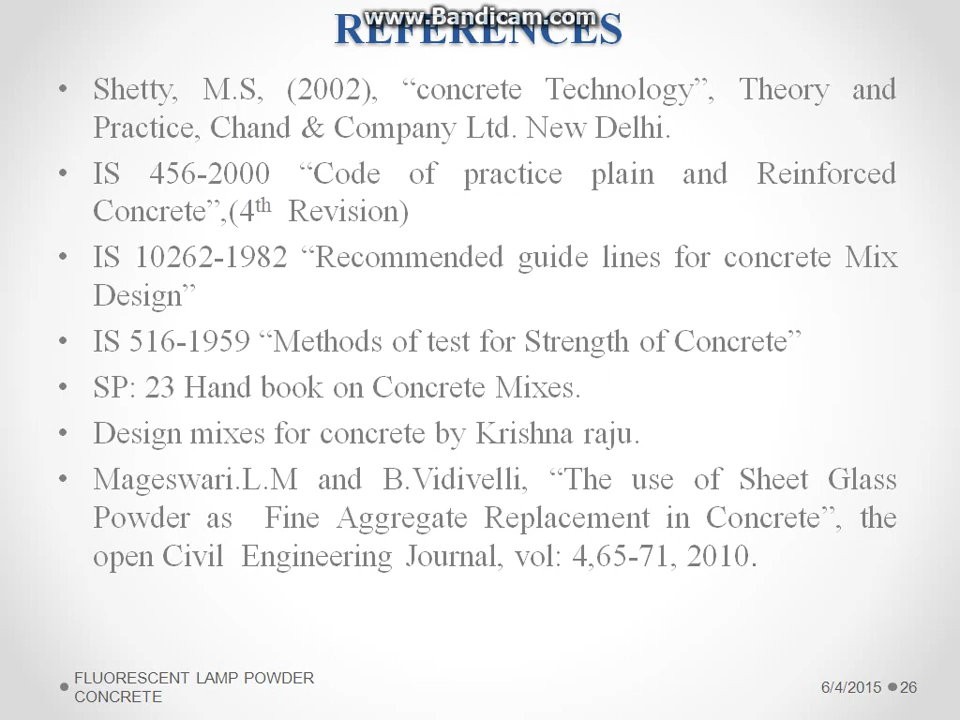 www.Bandicam.com
REFERENCES
• Shetty, M.S, (2002), “concrete Technology”, Theory and
Practice, Chand & Company Ltd. New Delhi.
• IS 456-2000 “Code of practice plain and Reinforced
Concrete”,(4th Revision)
• IS 10262-1982 “Recommended guide lines for concrete Mix
Design”
• IS 516-1959 “Methods of test for Strength of Concrete”
• SP: 23 Hand book on Concrete Mixes.
• Design mixes for concrete by Krishna raju.
• Mageswari.L.M and B.Vidivelli, “The use of Sheet Glass
Powder as Fine Aggregate Replacement in Concrete”, the
open Civil Engineering Journal, vol: 4,65-71, 2010.
• FLUORESCENT LAMP POWDER
CONCRETE
6/4/2015 • 26